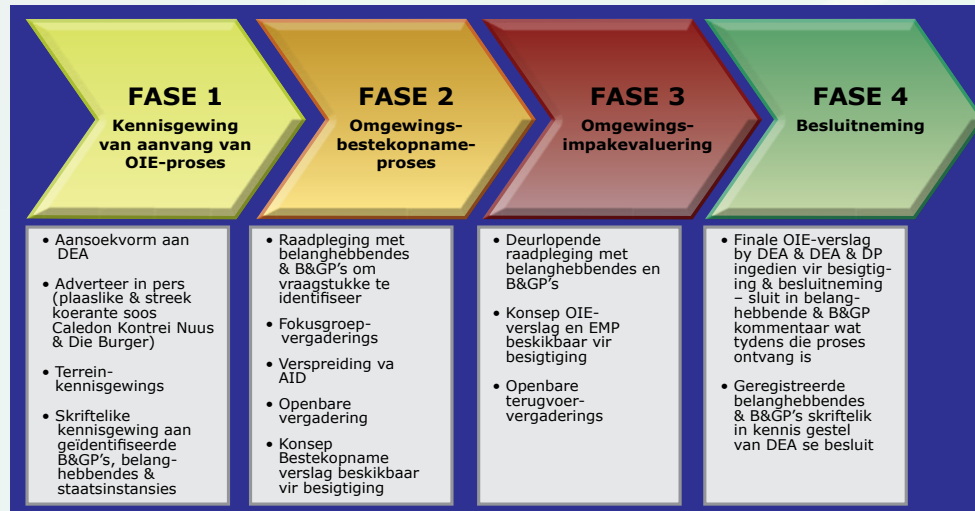 FASE 1
Kennisgewing
van aanvang van
OIE-proses
• Aansoekvorm aan
DEA
• Adverteer in pers
(plaaslike & streek
koerante soos
Caledon Kontrei Nuus
& Die Burger)
• Terrein-
kennisgewings
• Skriftelike
kennisgewing aan
geïdentifiseerde
B&GP's, belang-
hebbendes &
staatsinstansies
FASE 2
Omgewings-
bestekopname-
proses
• Raadpleging met
belanghebbendes
& B&GP's om
vraagstukke te
identifiseer
• Fokusgroep-
vergaderings
• Verspreiding va
AID
• Openbare
vergadering
• Konsep
Bestekopname
verslag beskikbaar
vir besigtiging
FASE 3
Omgewings-
impakevaluering
• Deurlopende
raadpleging met
belanghebbendes en
B&GP's
• Konsep OIE-
verslag en EMP
beskikbaar vir
besigtiging
• Openbare
terugvoer-
vergaderings
FASE 4
Besluitneming
• Finale OIE-verslag
by DEA & DEA & DP
ingedien vir besigtig-
ing & besluitneming
– sluit in belang-
hebbende & B&GP
kommentaar wat
tydens die proses
ontvang is
• Geregistreerde
belanghebbendes
& B&GP's skriftelik
in kennis gestel
van DEA se besluit